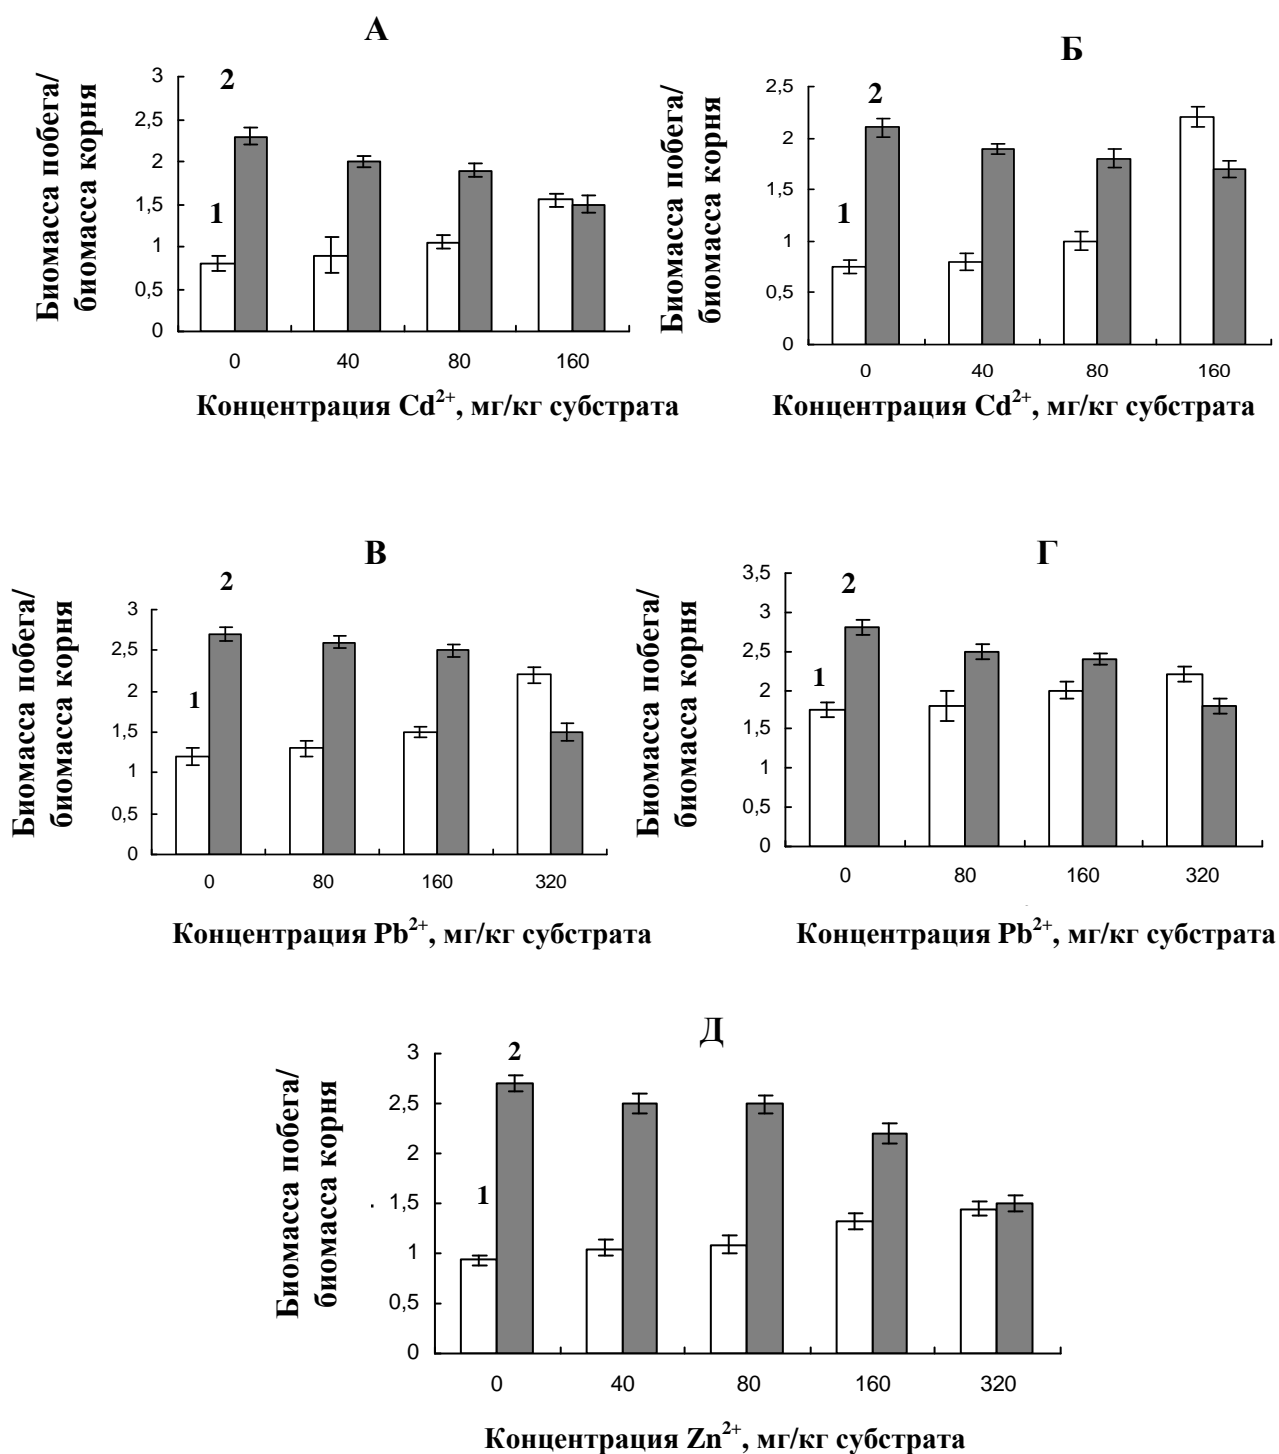 А
Биомасса побега/
биомасса корня
3
2,5
2
1,5
1
0,5
0
2
1
0 40 80 160
Концентрация Cd²⁺, мг/кг субстрата
Б
Биомасса побега/
биомасса корня
2,5
2
1,5
1
0,5
0
2
1
0 40 80 160
Концентрация Cd²⁺, мг/кг субстрата
В
Биомасса побега/
биомасса корня
3
2,5
2
1,5
1
0,5
0
2
1
0 80 160 320
Концентрация Pb²⁺, мг/кг субстрата
Г
Биомасса побега/
биомасса корня
3,5
3
2,5
2
1,5
1
0,5
0
2
1
0 80 160 320
Концентрация Pb²⁺, мг/кг субстрата
Д
Биомасса побега/
биомасса корня
3
2,5
2
1,5
1
0,5
0
2
1
0 40 80 160 320
Концентрация Zn²⁺, мг/кг субстрата